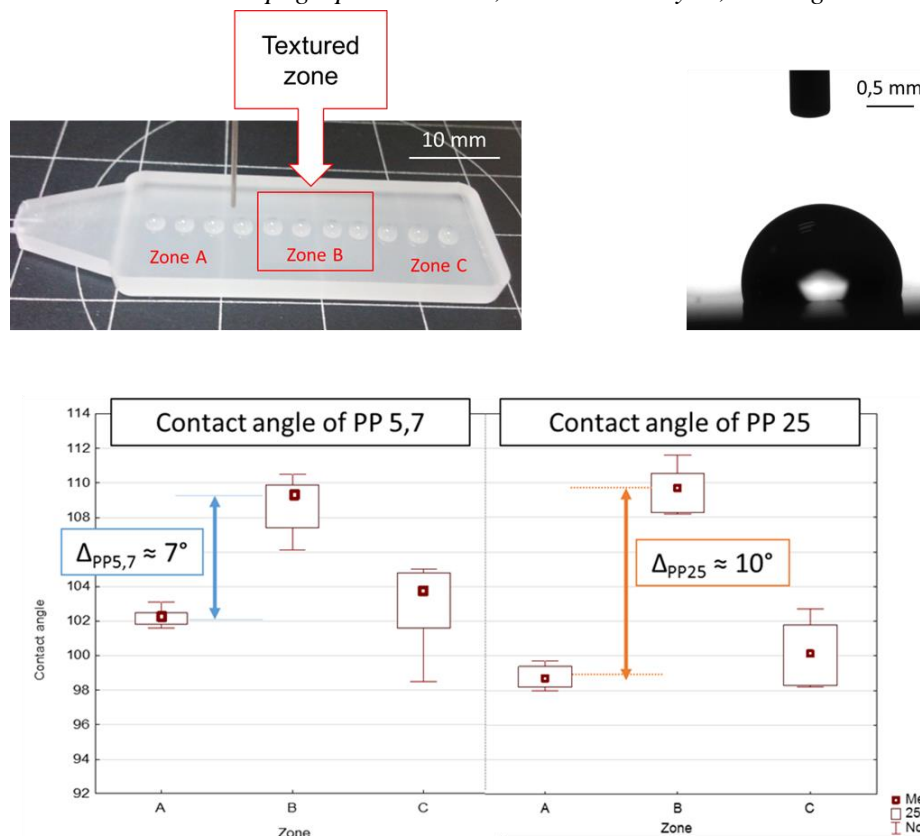 Textured
zone
0,5 mm
10 mm
Zone A
Zone B
Zone C
Contact angle of PP 5,7
Contact angle of PP 25
114
112
110
108
106
104
102
100
98
96
94
92
Contact angle
ΔPP5,7 ≈ 7°
ΔPP25 ≈ 10°
A
B
C
A
B
C
Zone
Zone
Me
25
No